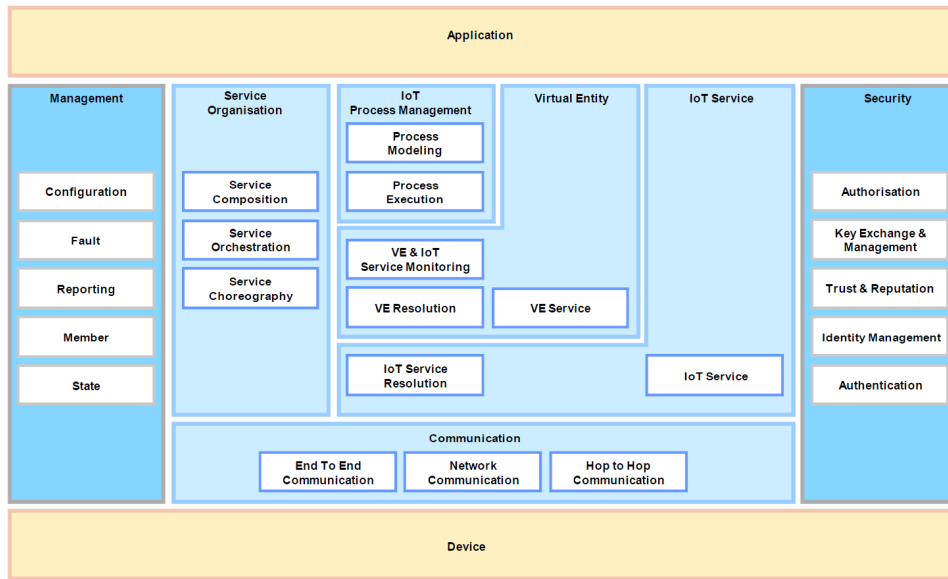 Application
Management
Configuration
Fault
Reporting
Member
State
Service
Organisation
Service
Composition
Service
Orchestration
Service
Choreography
IoT
Process Management
Process
Modeling
Process
Execution
Virtual Entity
VE & IoT
Service Monitoring
VE Resolution
VE Service
IoT Service
IoT Service
Resolution
IoT Service
Communication
End To End
Communication
Network
Communication
Hop to Hop
Communication
Security
Authorisation
Key Exchange &
Management
Trust & Reputation
Identity Management
Authentication
Device